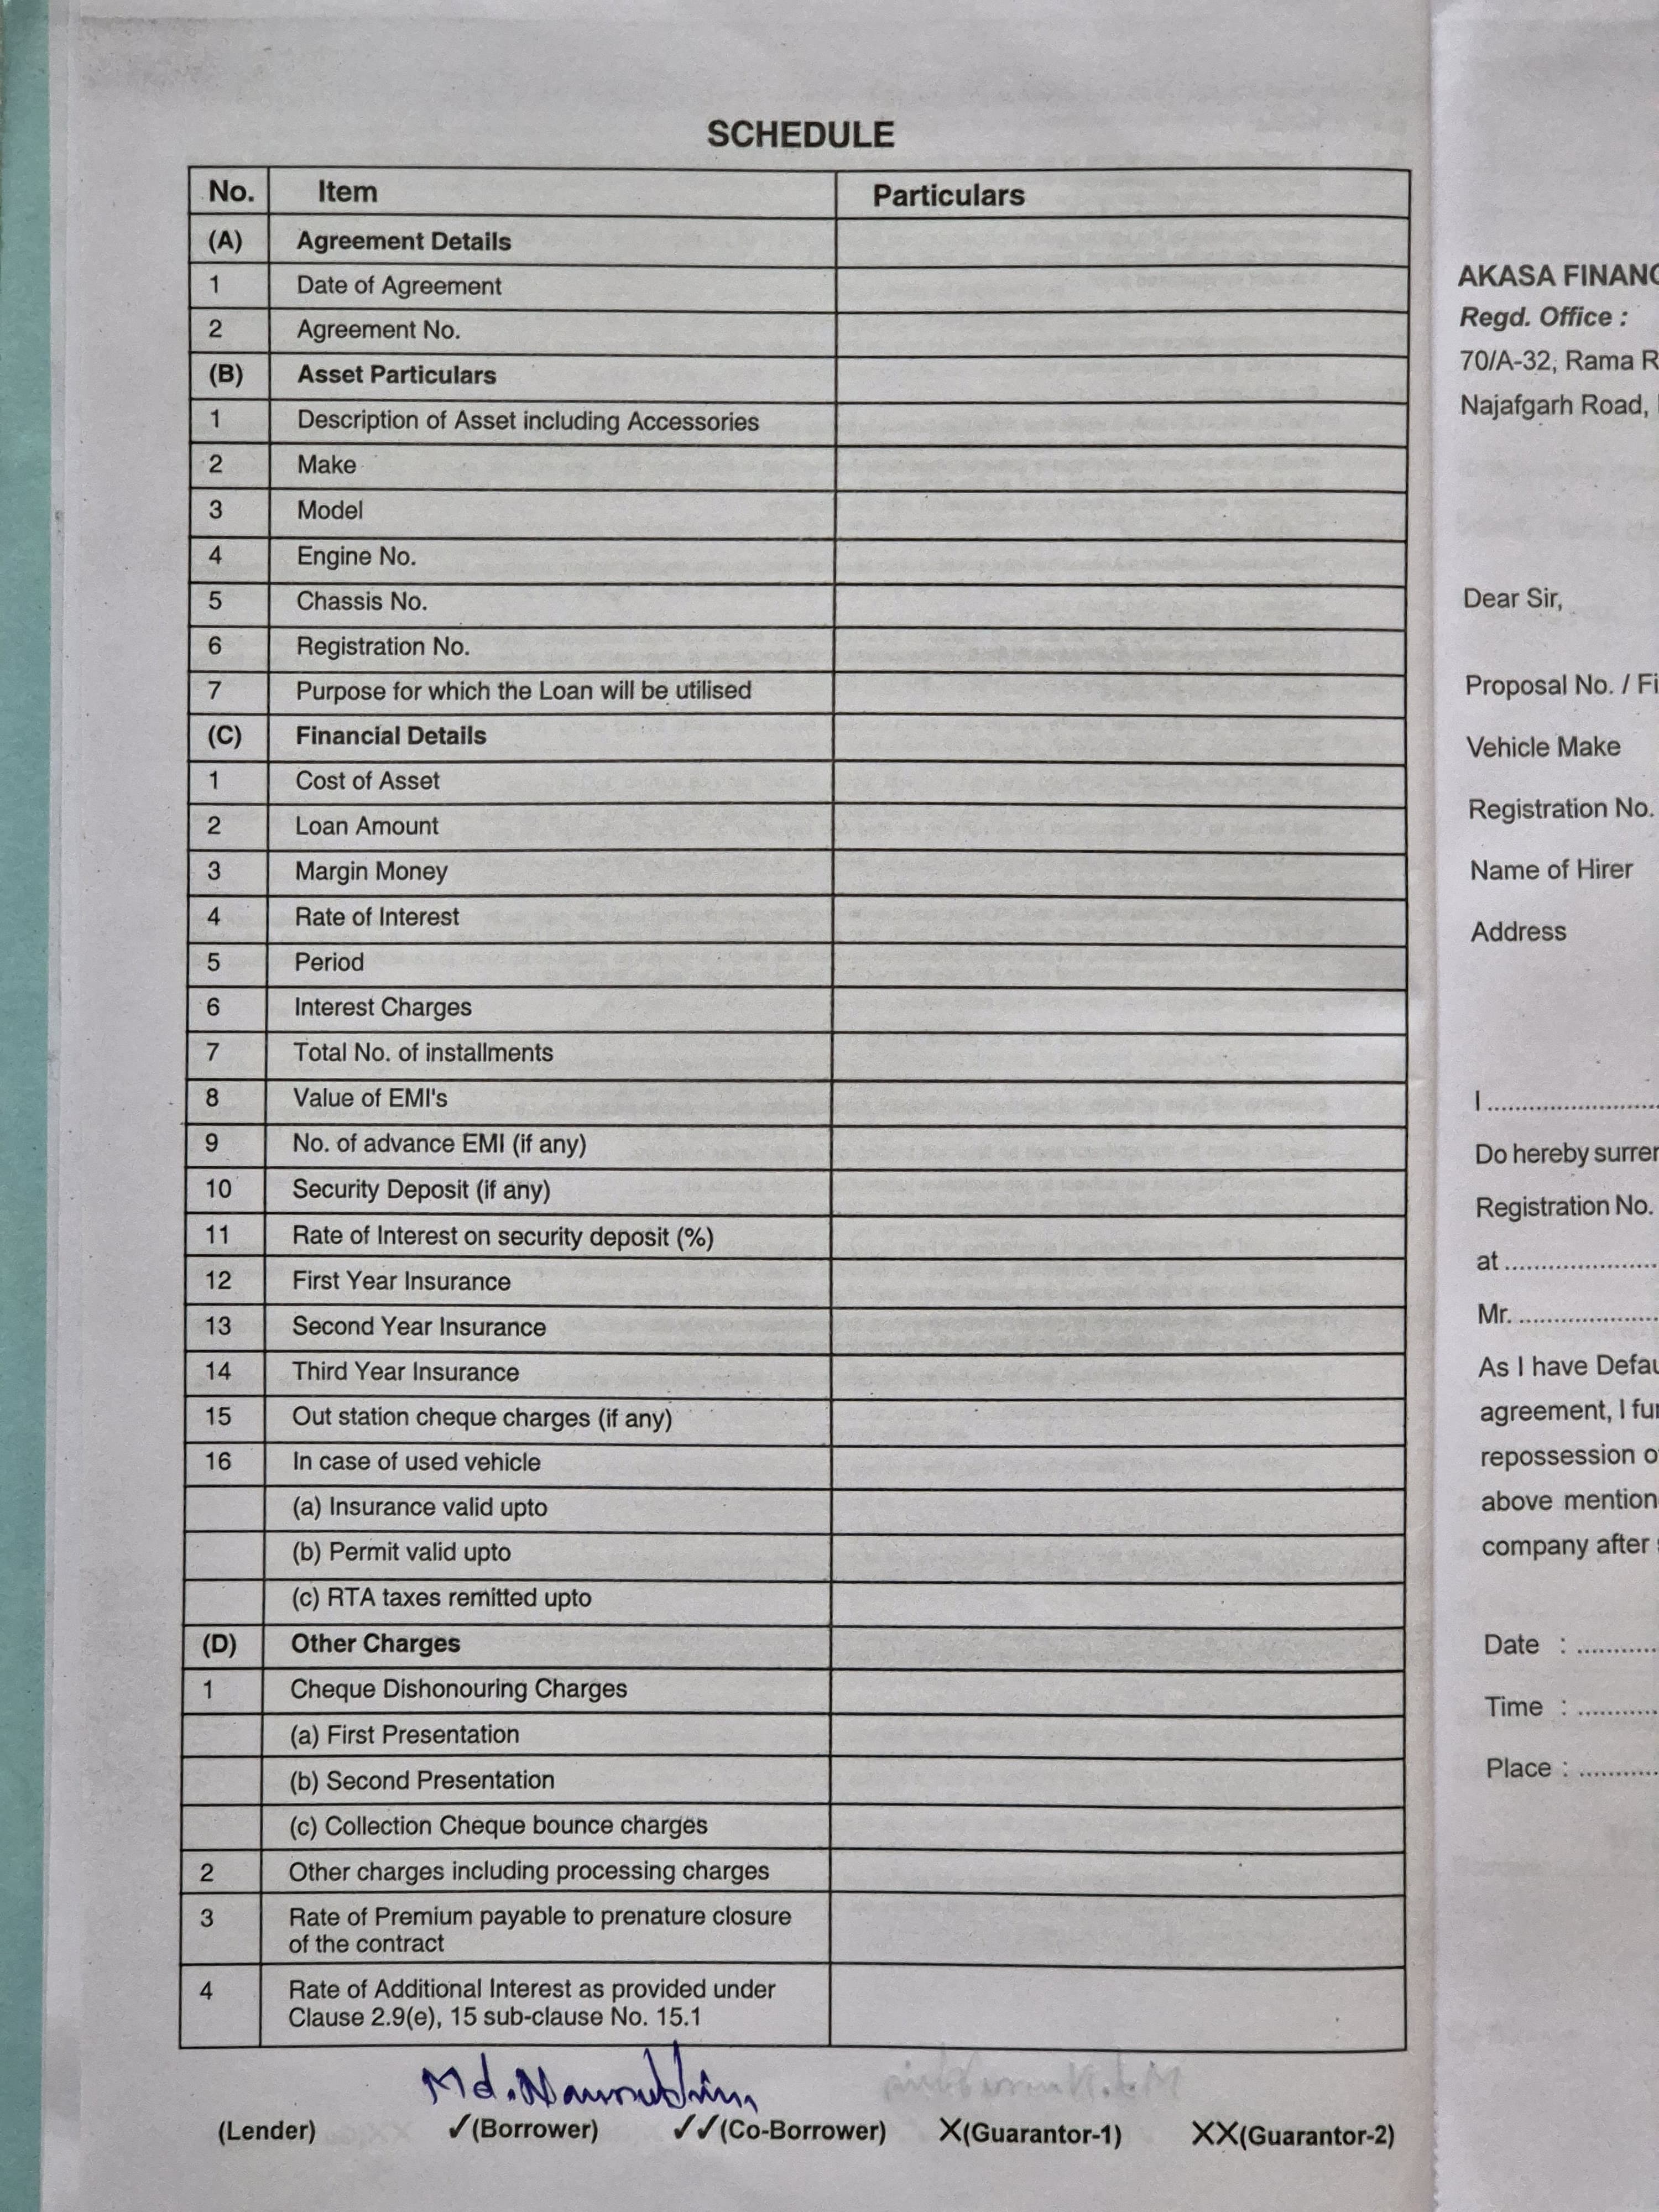 SCHEDULE
No. Item Particulars
(A) Agreement Details
1 Date of Agreement
2 Agreement No.
(B) Asset Particulars
1 Description of Asset including Accessories
2 Make
3 Model
4 Engine No.
5 Chassis No.
6 Registration No.
7 Purpose for which the Loan will be utilised
(C) Financial Details
1 Cost of Asset
2 Loan Amount
3 Margin Money
4 Rate of Interest
5 Period
6 Interest Charges
7 Total No. of installments
8 Value of EMI's
9 No. of advance EMI (if any)
10 Security Deposit (if any)
11 Rate of Interest on security deposit (%)
12 First Year Insurance
13 Second Year Insurance
14 Third Year Insurance
15 Out station cheque charges (if any)
16 In case of used vehicle
(a) Insurance valid upto
(b) Permit valid upto
(c) RTA taxes remitted upto
(D) Other Charges
1 Cheque Dishonouring Charges
(a) First Presentation
(b) Second Presentation
(c) Collection Cheque bounce charges
2 Other charges including processing charges
3 Rate of Premium payable to prenature closure
of the contract
4 Rate of Additional Interest as provided under
Clause 2.9(e), 15 sub-clause No. 15.1
Md.
(Lender) ✓(Borrower) ✓✓(Co-Borrower) X(Guarantor-1) XX(Guarantor-2)
AKASA
Regd. Office :
70/A-32, Rama
Najafgarh Road,
Dear Sir,
Proposal No. /
Vehicle Make
Registration No.
Name of Hirer
Address
I ....................
Do hereby
Registration No.
at ....................
Mr. ....................
As I have
agreement, I
repossession
above
company after
Date : ..........
Time : ..........
Place : ..........